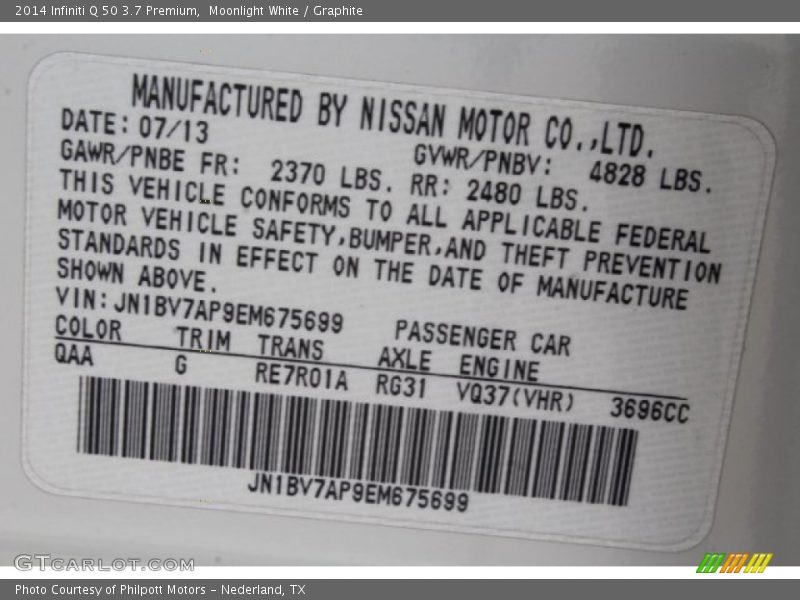 2014 Infiniti Q 50 3.7 Premium,  Moonlight White / Graphite
MANUFACTURED BY NISSAN MOTOR CO.,LTD.
DATE: 07/13 GVWR/PNBV: 4828 LBS.
GAWR/PNBE FR: 2370 LBS. RR: 2480 LBS.
THIS VEHICLE CONFORMS TO ALL APPLICABLE FEDERAL
MOTOR VEHICLE SAFETY,BUMPER,AND THEFT PREVENTION
STANDARDS IN EFFECT ON THE DATE OF MANUFACTURE
SHOWN ABOVE.
VIN: JN1BV7AP9EM675699 PASSENGER CAR
COLOR TRIM TRANS AXLE ENGINE
QAA G RE7R01A RG31 VQ37(VHR) 3696CC
JN1BV7AP9EM675699
GTcarlot.com
Photo Courtesy of Philpott Motors - Nederland, TX